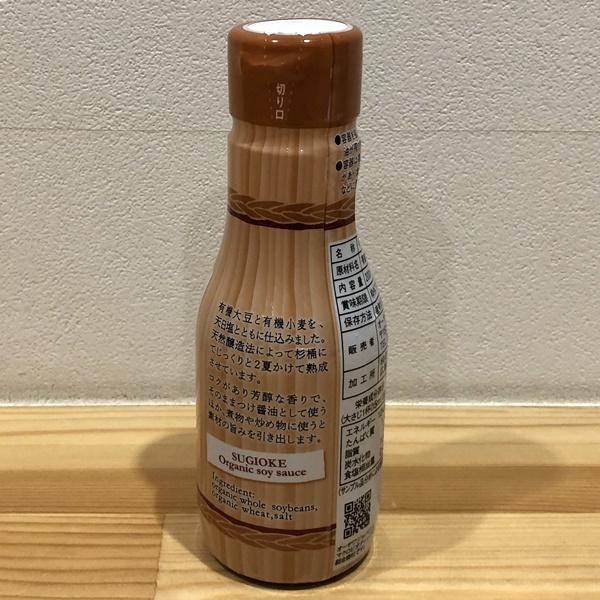 切り口
有機大豆と有機小麦を、
天日塩とともに仕込みました。
天然醸造法によって杉桶に
てじっくりと2夏かけて熟成
させています。
コクがあり芳醇な香りで、
そのままつけ醤油として使う
ほか、煮物や炒め物に使うと
素材の旨みを引き出します。
SUGIOKE
Organic soy sauce
Ingredient:
organic whole soybeans,
organic wheat,salt
名称
原材料名
内容量
賞味期限
保存方法
販売者
加工所
栄養成分
エネルギー
たんぱく質
脂質
炭水化物
食塩相当量